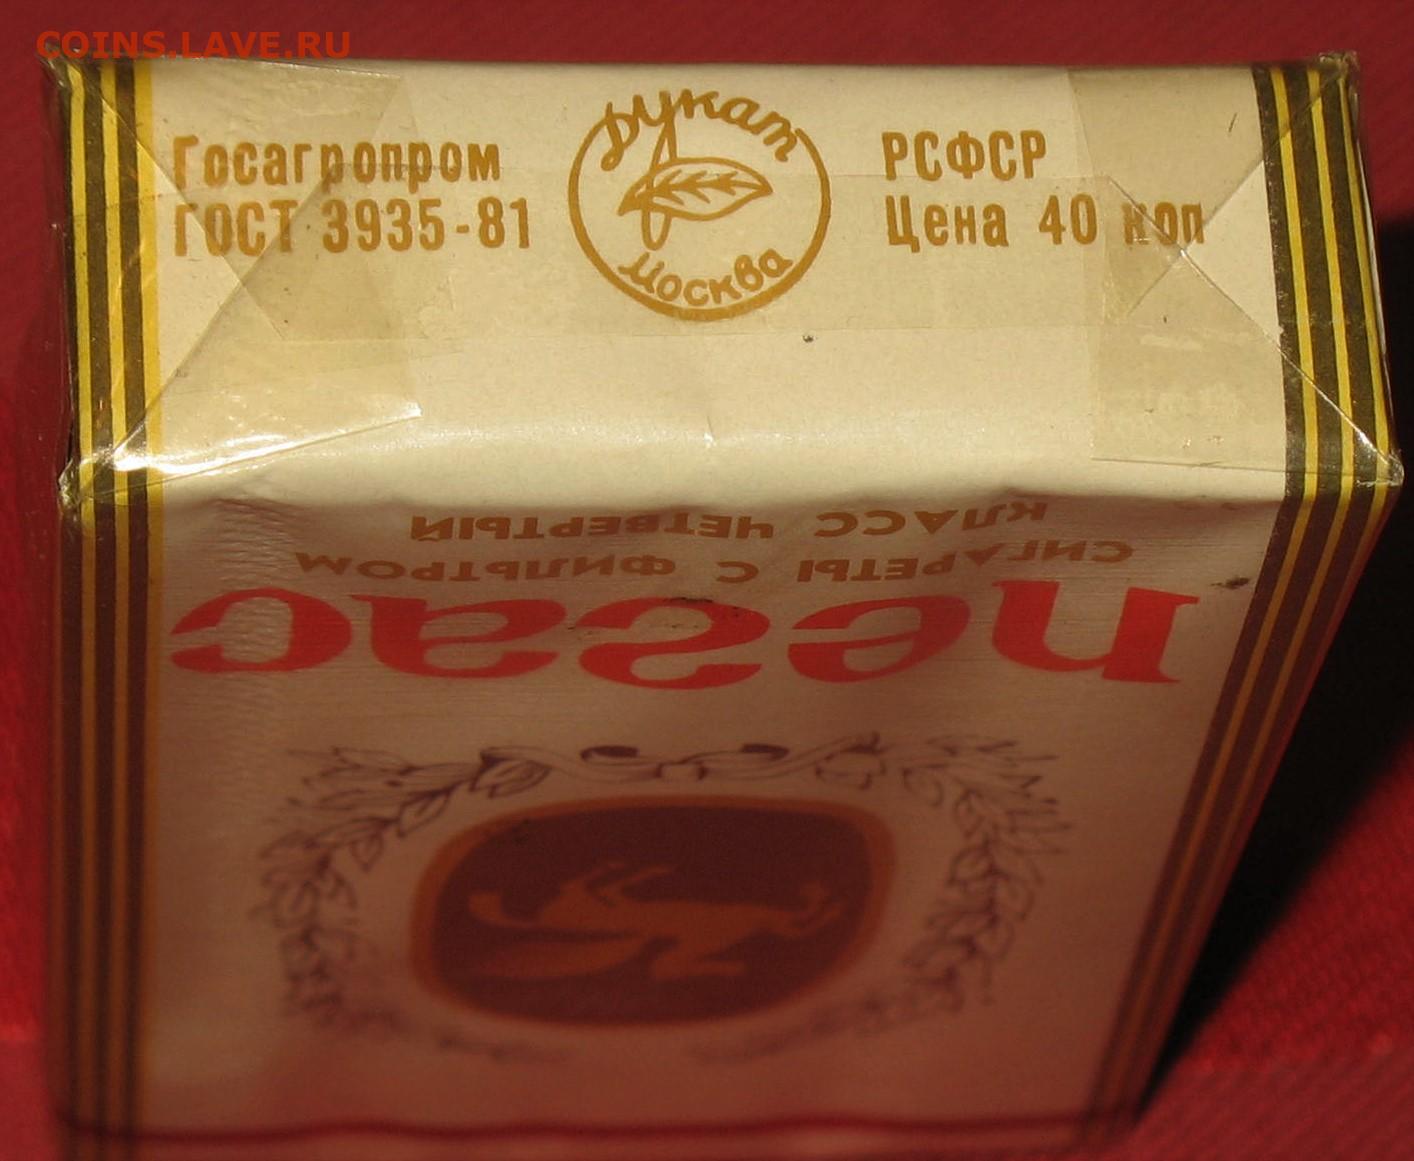 COINS.LAVE.RU
Госагропром
ГОСТ 3935-81
Дукат
Москва
РСФСР
Цена 40 коп
Пегас
СИГАРЕТЫ С ФИЛЬТРОМ
КЛАСС ЧЕТВЕРТЫЙ